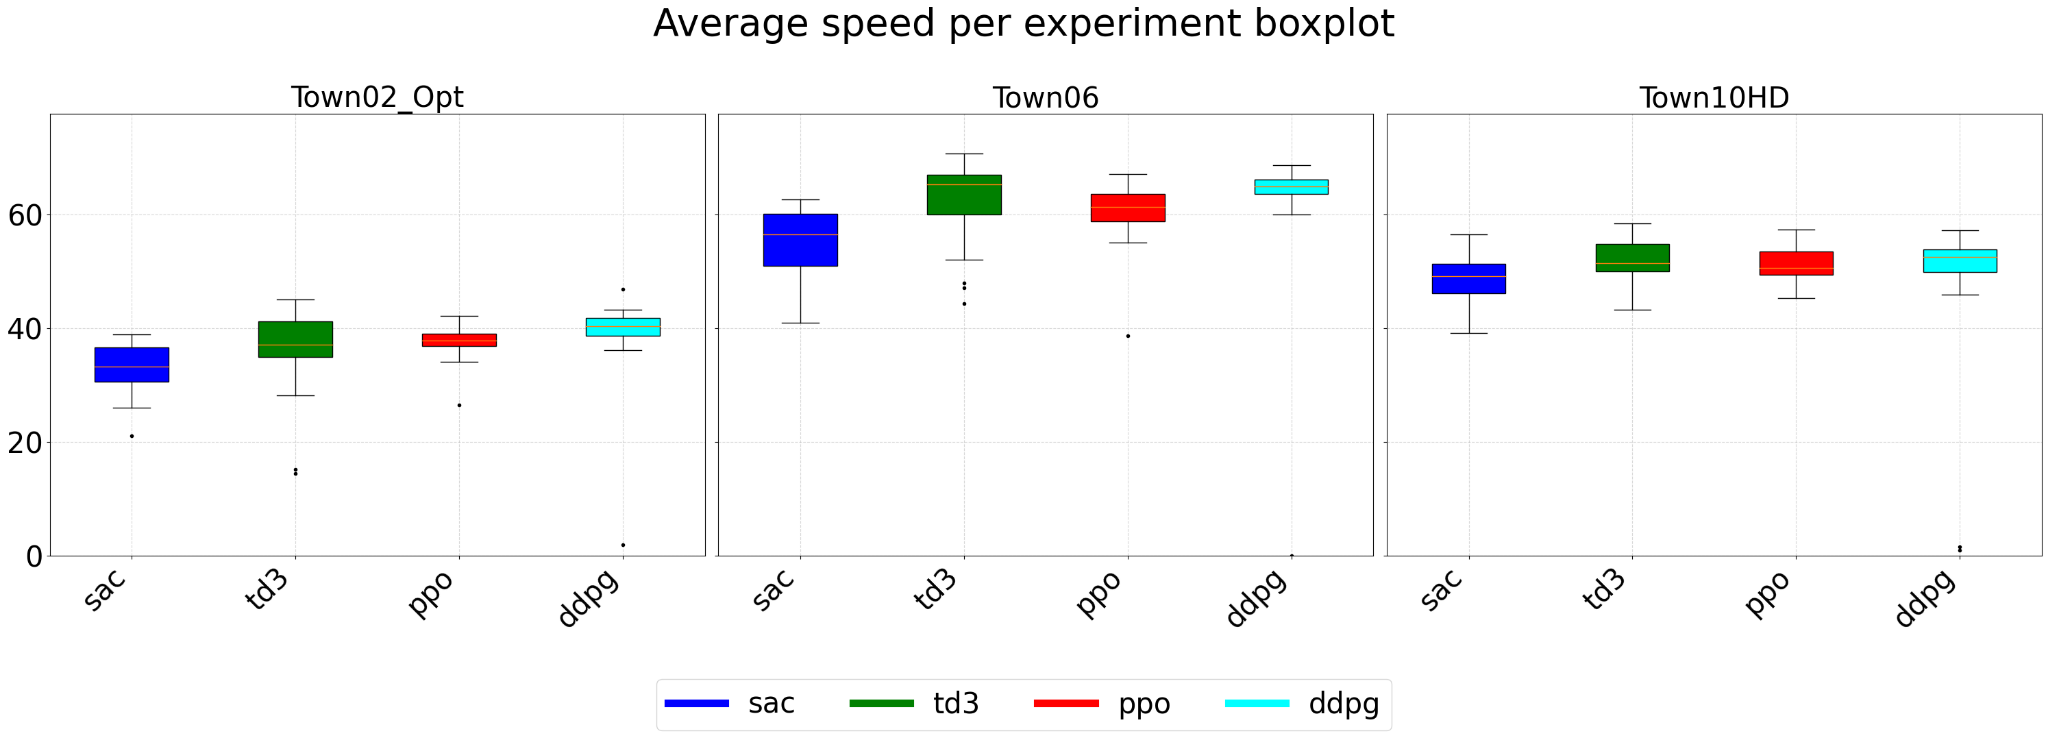 Average speed per experiment boxplot
Town02_Opt
Town06
Town10HD
60
40
20
0
sac
td3
ppo
ddpg
sac
td3
ppo
ddpg
sac
td3
ppo
ddpg
sac td3 ppo ddpg